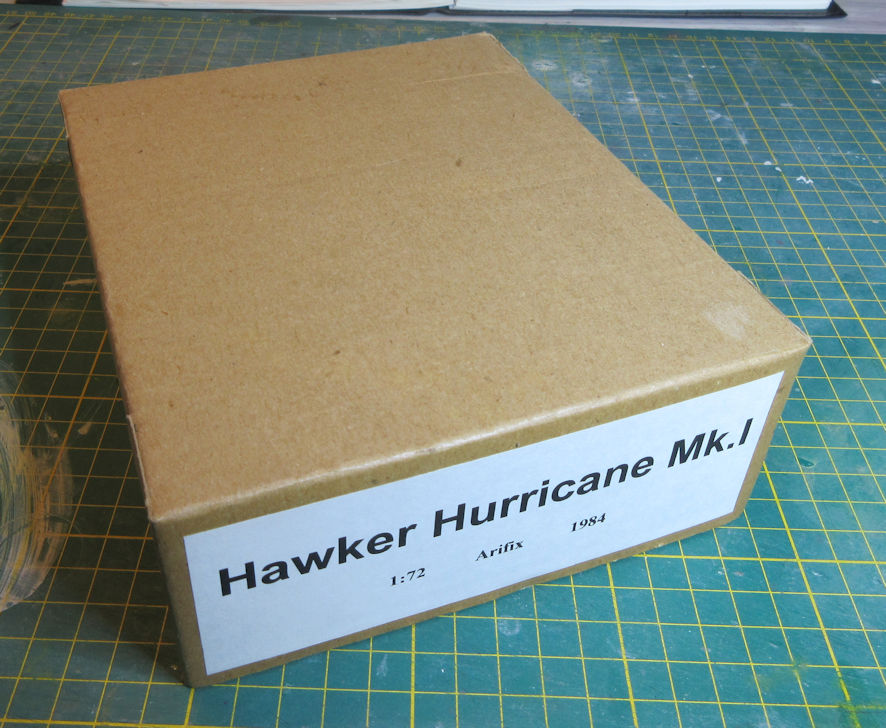 Hawker Hurricane Mk.I
1:72 Arifix 1984